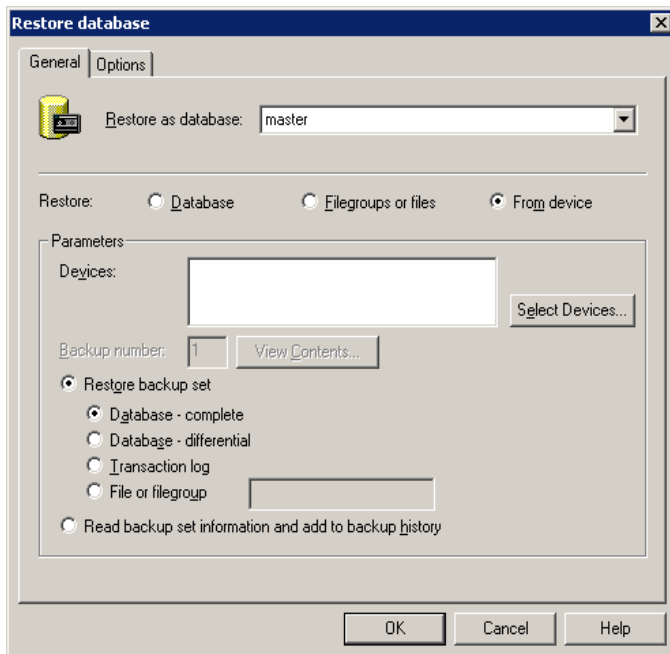 Restore database
General Options
Restore as database: master
Restore: Database Filegroups or files From device
Parameters
Devices:
Select Devices...
Backup number: 1 View Contents...
Restore backup set
Database - complete
Database - differential
Transaction log
File or filegroup
Read backup set information and add to backup history
OK Cancel Help